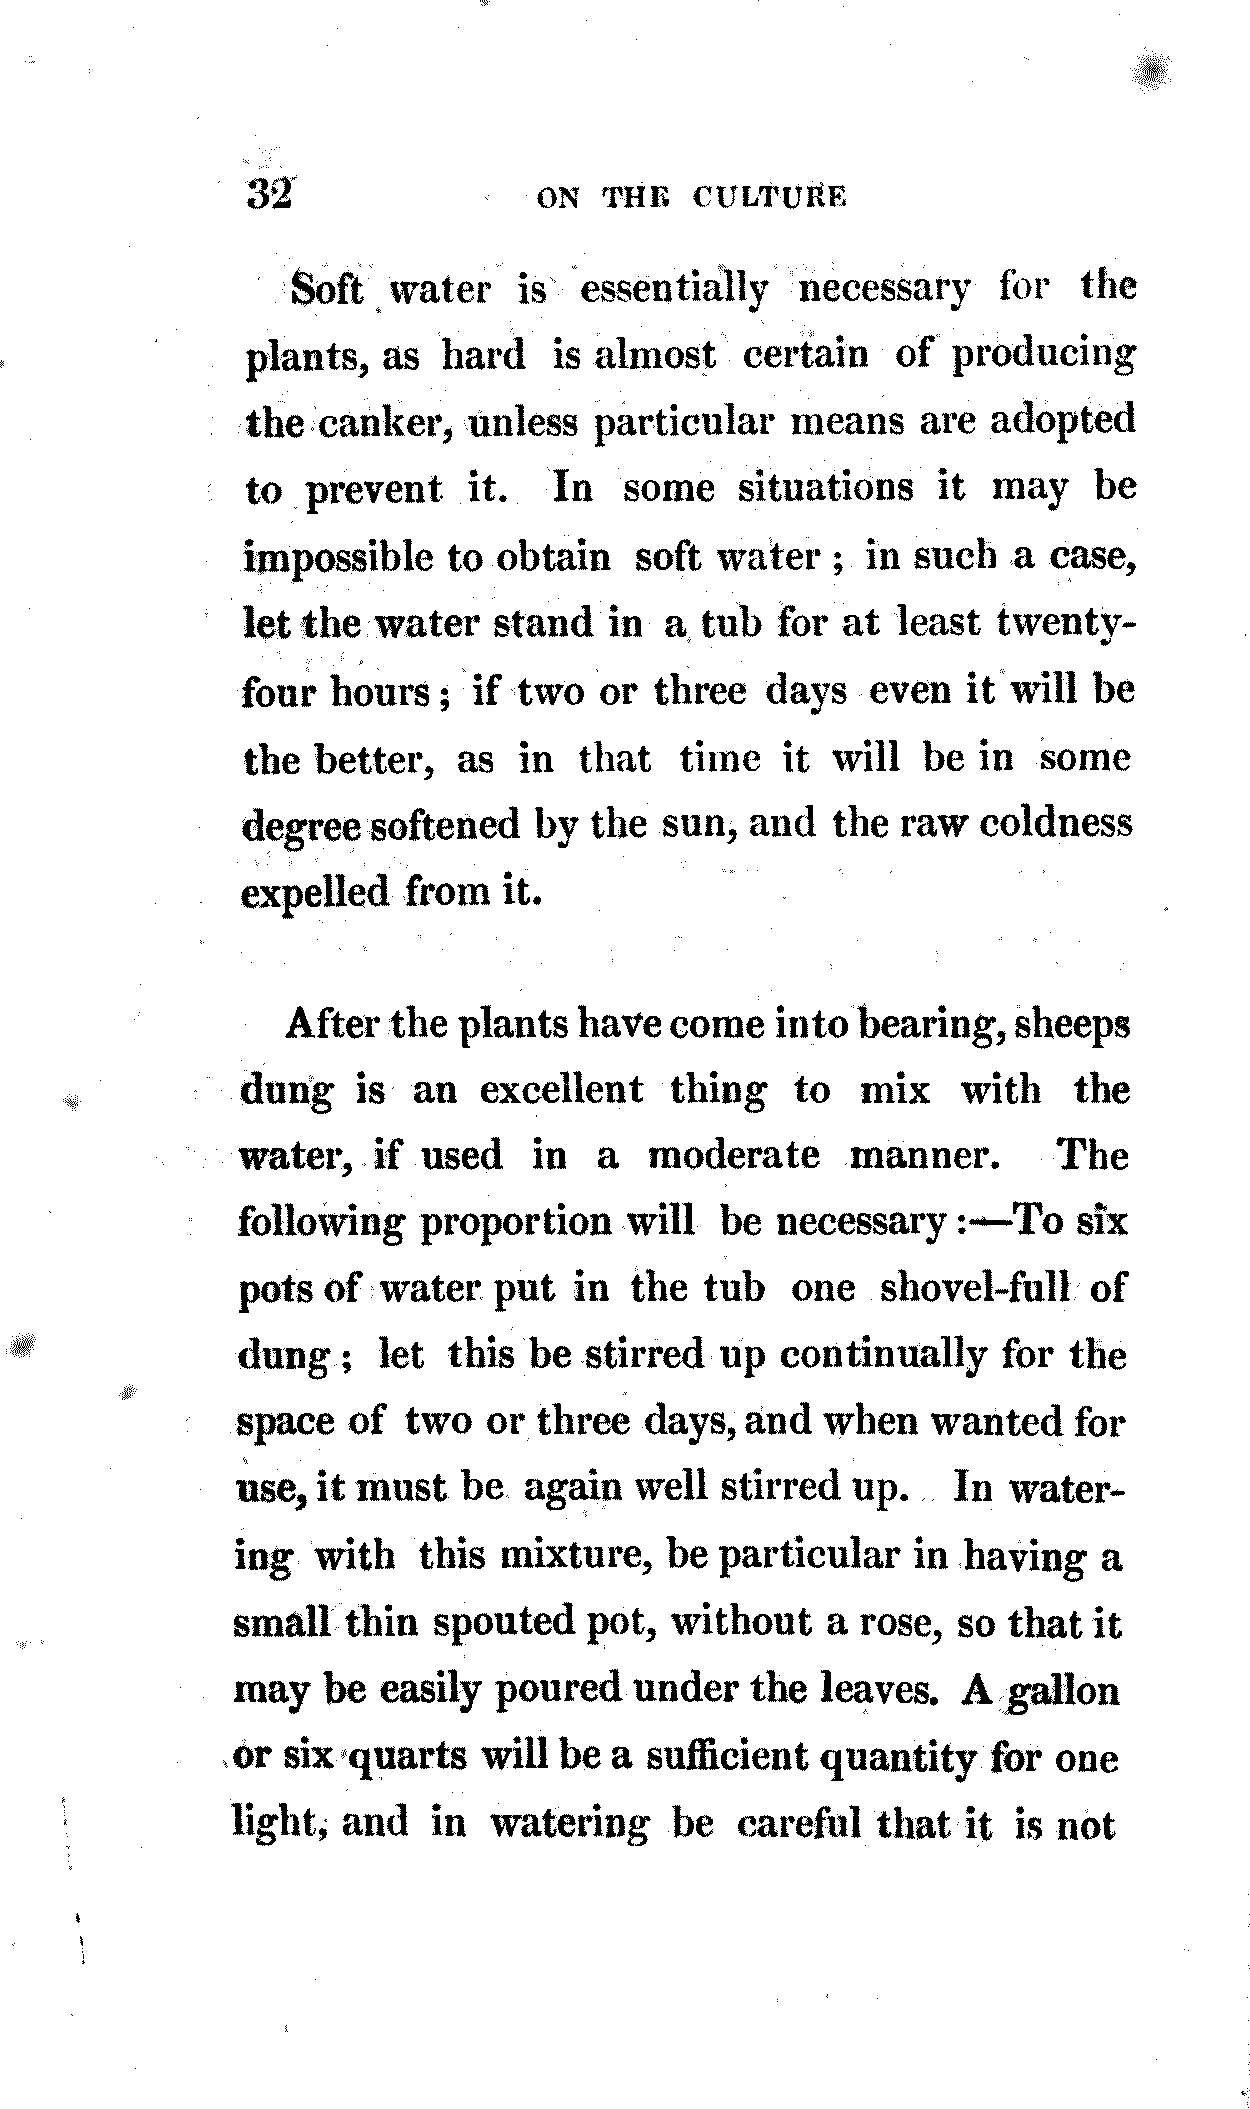 32 ON THE CULTURE
Soft water is essentially necessary for the
plants, as hard is almost certain of producing
the canker, unless particular means are adopted
to prevent it. In some situations it may be
impossible to obtain soft water ; in such a case,
let the water stand in a tub for at least twenty-
four hours ; if two or three days even it will be
the better, as in that time it will be in some
degree softened by the sun, and the raw coldness
expelled from it.
After the plants have come into bearing, sheeps
dung is an excellent thing to mix with the
water, if used in a moderate manner. The
following proportion will be necessary :—To six
pots of water put in the tub one shovel-full of
dung ; let this be stirred up continually for the
space of two or three days, and when wanted for
use, it must be again well stirred up. In water-
ing with this mixture, be particular in having a
small thin spouted pot, without a rose, so that it
may be easily poured under the leaves. A gallon
or six quarts will be a sufficient quantity for one
light, and in watering be careful that it is not